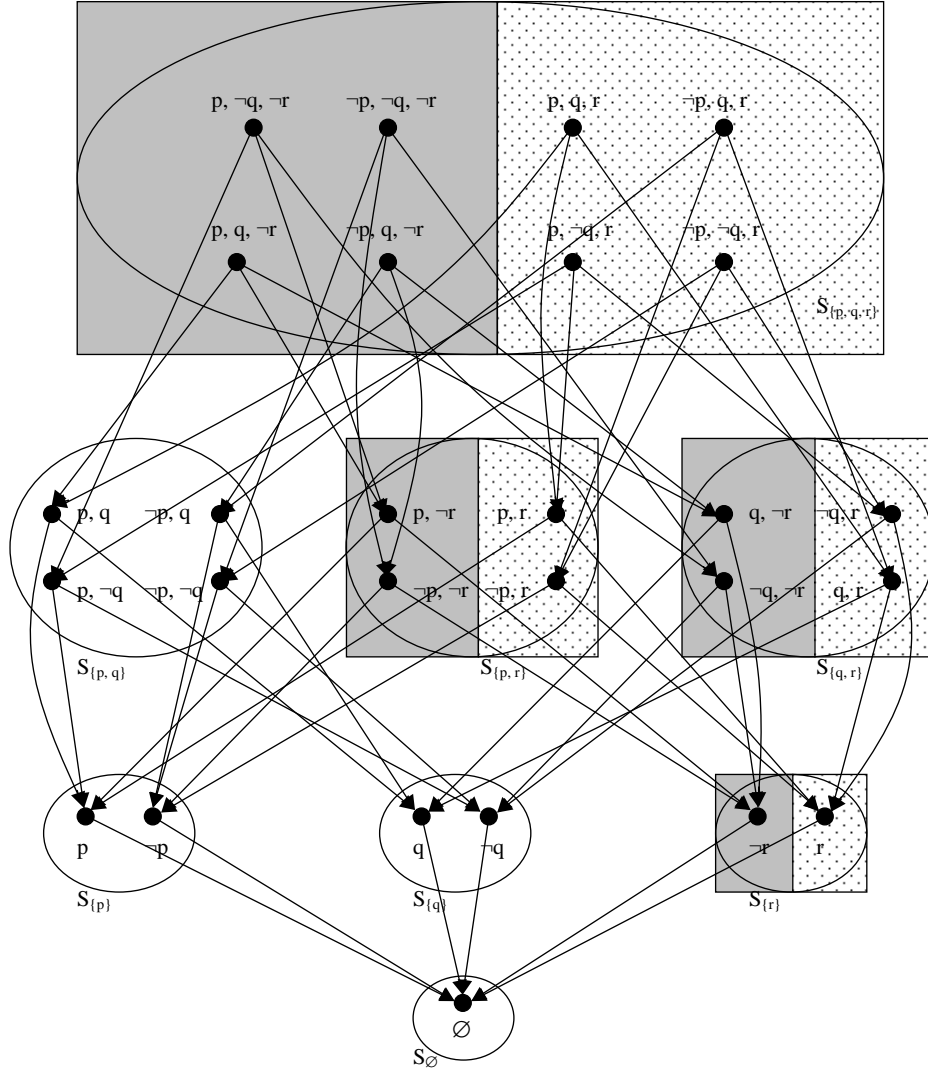 p, ¬q, ¬r ¬p, ¬q, ¬r p, q, r ¬p, q, r
p, q, ¬r ¬p, q, ¬r p, ¬q, r ¬p, ¬q, r
S{p, q, r}
p, q ¬p, q p, ¬r p, r q, ¬r ¬q, r
p, ¬q ¬p, ¬q ¬p, ¬r ¬p, r ¬q, ¬r q, r
S{p, q} S{p, r} S{q, r}
p ¬p q ¬q ¬r r
S{p} S{q} S{r}
∅
S∅